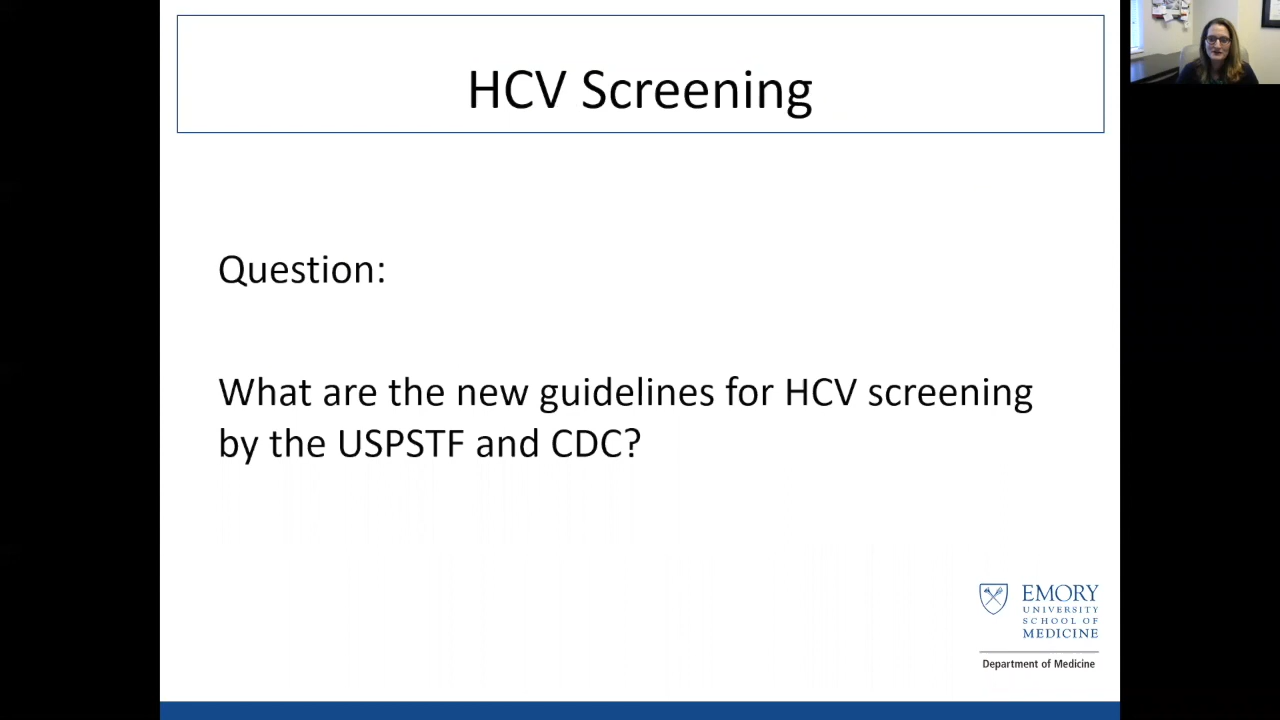 HCV Screening
Question:
What are the new guidelines for HCV screening
by the USPSTF and CDC?
EMORY
UNIVERSITY
SCHOOL OF
MEDICINE
Department of Medicine